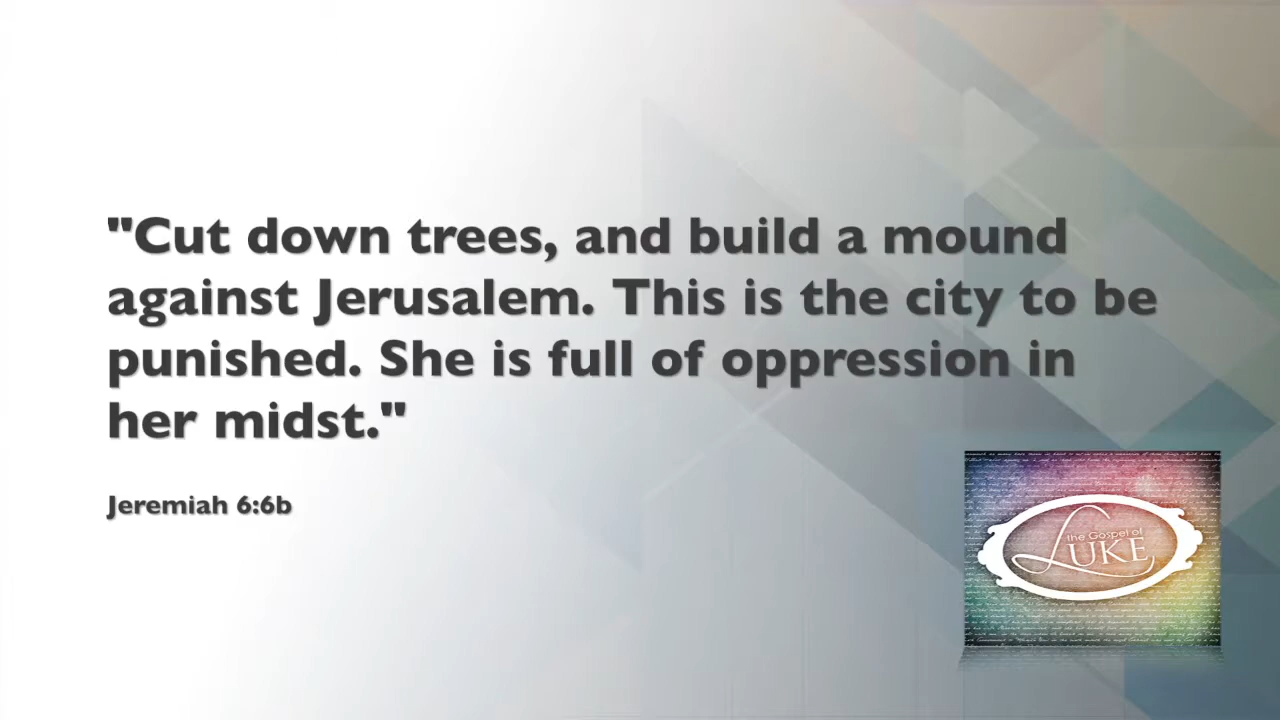 "Cut down trees, and build a mound
against Jerusalem. This is the city to be
punished. She is full of oppression in
her midst."
Jeremiah 6:6b
the Gospel of
LUKE